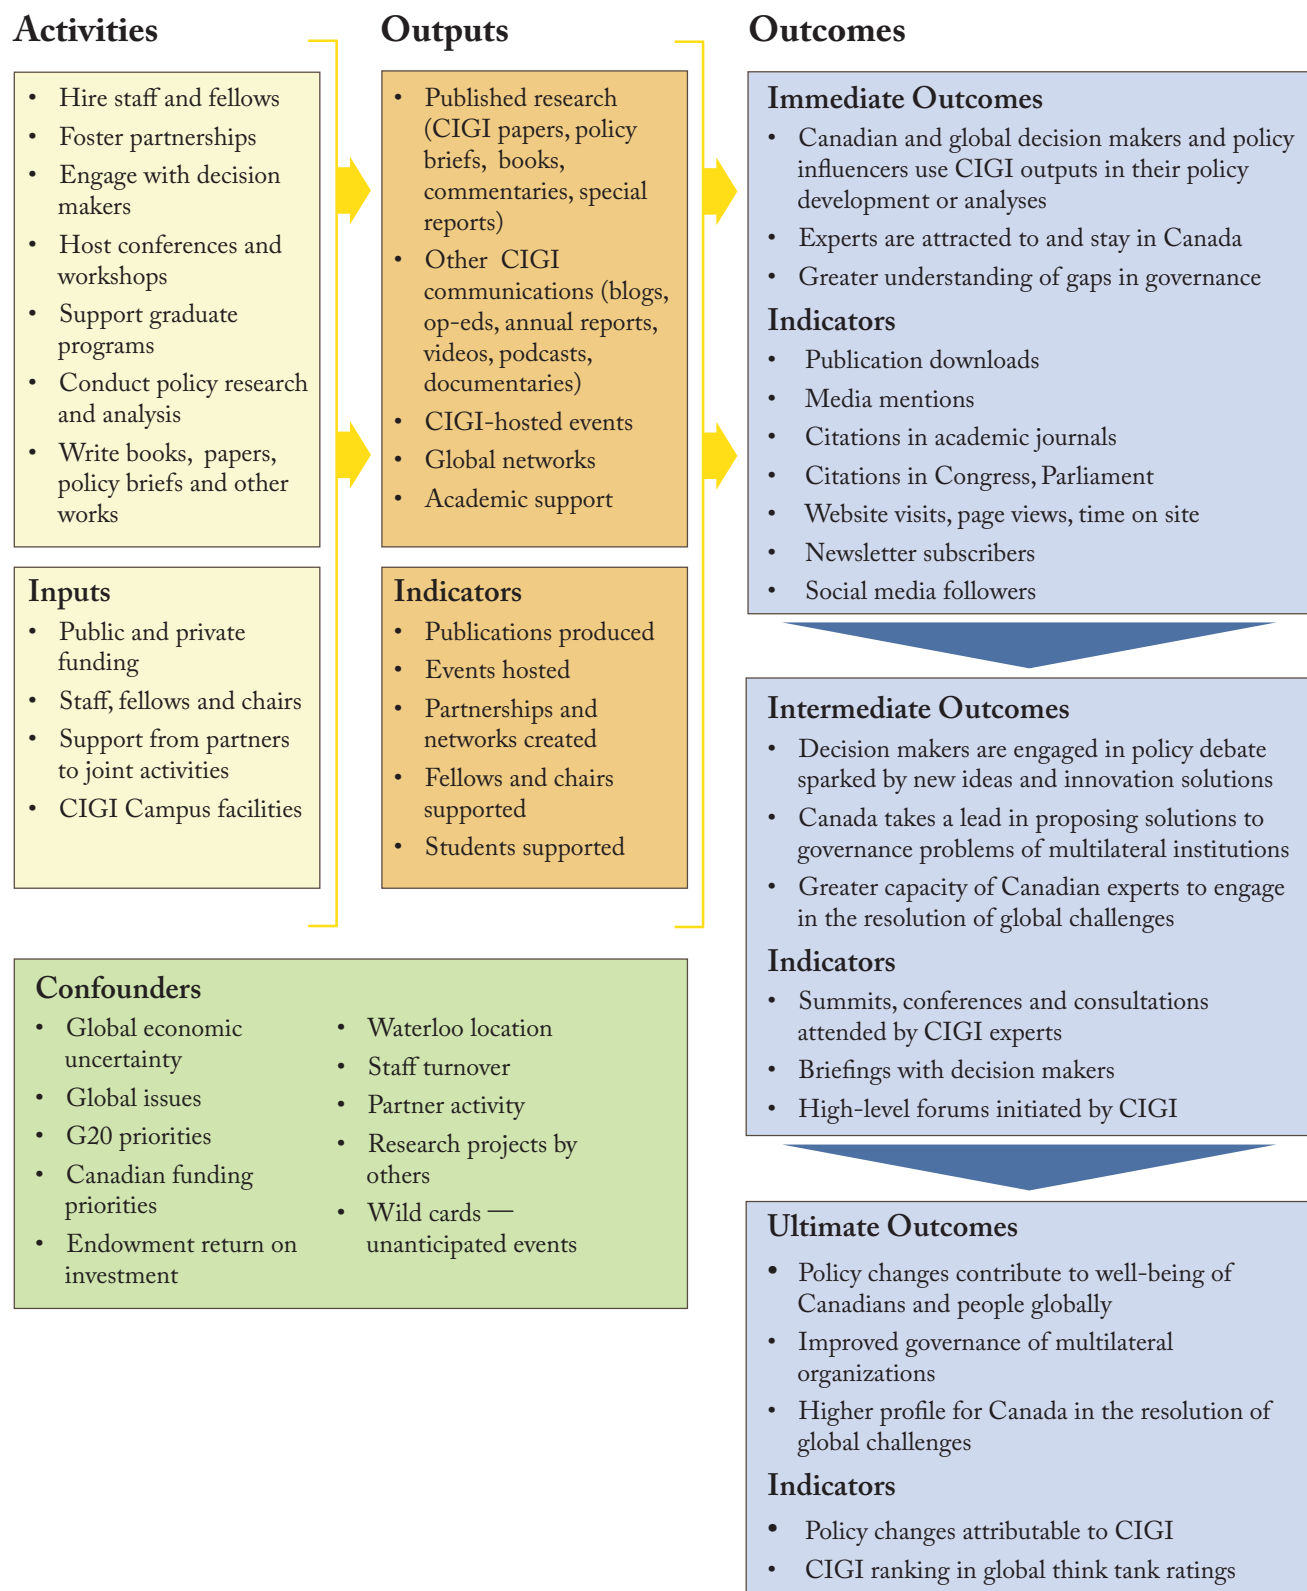 Activities
• Hire staff and fellows
• Foster partnerships
• Engage with decision
makers
• Host conferences and
workshops
• Support graduate
programs
• Conduct policy research
and analysis
• Write books, papers,
policy briefs and other
works
Inputs
• Public and private
funding
• Staff, fellows and chairs
• Support from partners
to joint activities
• CIGI Campus facilities
Outputs
• Published research
(CIGI papers, policy
briefs, books,
commentaries, special
reports)
• Other CIGI
communications (blogs,
op-eds, annual reports,
videos, podcasts,
documentaries)
• CIGI-hosted events
• Global networks
• Academic support
Indicators
• Publications produced
• Events hosted
• Partnerships and
networks created
• Fellows and chairs
supported
• Students supported
Confounders
• Global economic
uncertainty
• Global issues
• G20 priorities
• Canadian funding
priorities
• Endowment return on
investment
• Waterloo location
• Staff turnover
• Partner activity
• Research projects by
others
• Wild cards —
unanticipated events
Outcomes
Immediate Outcomes
• Canadian and global decision makers and policy
influencers use CIGI outputs in their policy
development or analyses
• Experts are attracted to and stay in Canada
• Greater understanding of gaps in governance
Indicators
• Publication downloads
• Media mentions
• Citations in academic journals
• Citations in Congress, Parliament
• Website visits, page views, time on site
• Newsletter subscribers
• Social media followers
Intermediate Outcomes
• Decision makers are engaged in policy debate
sparked by new ideas and innovation solutions
• Canada takes a lead in proposing solutions to
governance problems of multilateral institutions
• Greater capacity of Canadian experts to engage
in the resolution of global challenges
Indicators
• Summits, conferences and consultations
attended by CIGI experts
• Briefings with decision makers
• High-level forums initiated by CIGI
Ultimate Outcomes
• Policy changes contribute to well-being of
Canadians and people globally
• Improved governance of multilateral
organizations
• Higher profile for Canada in the resolution of
global challenges
Indicators
• Policy changes attributable to CIGI
• CIGI ranking in global think tank ratings